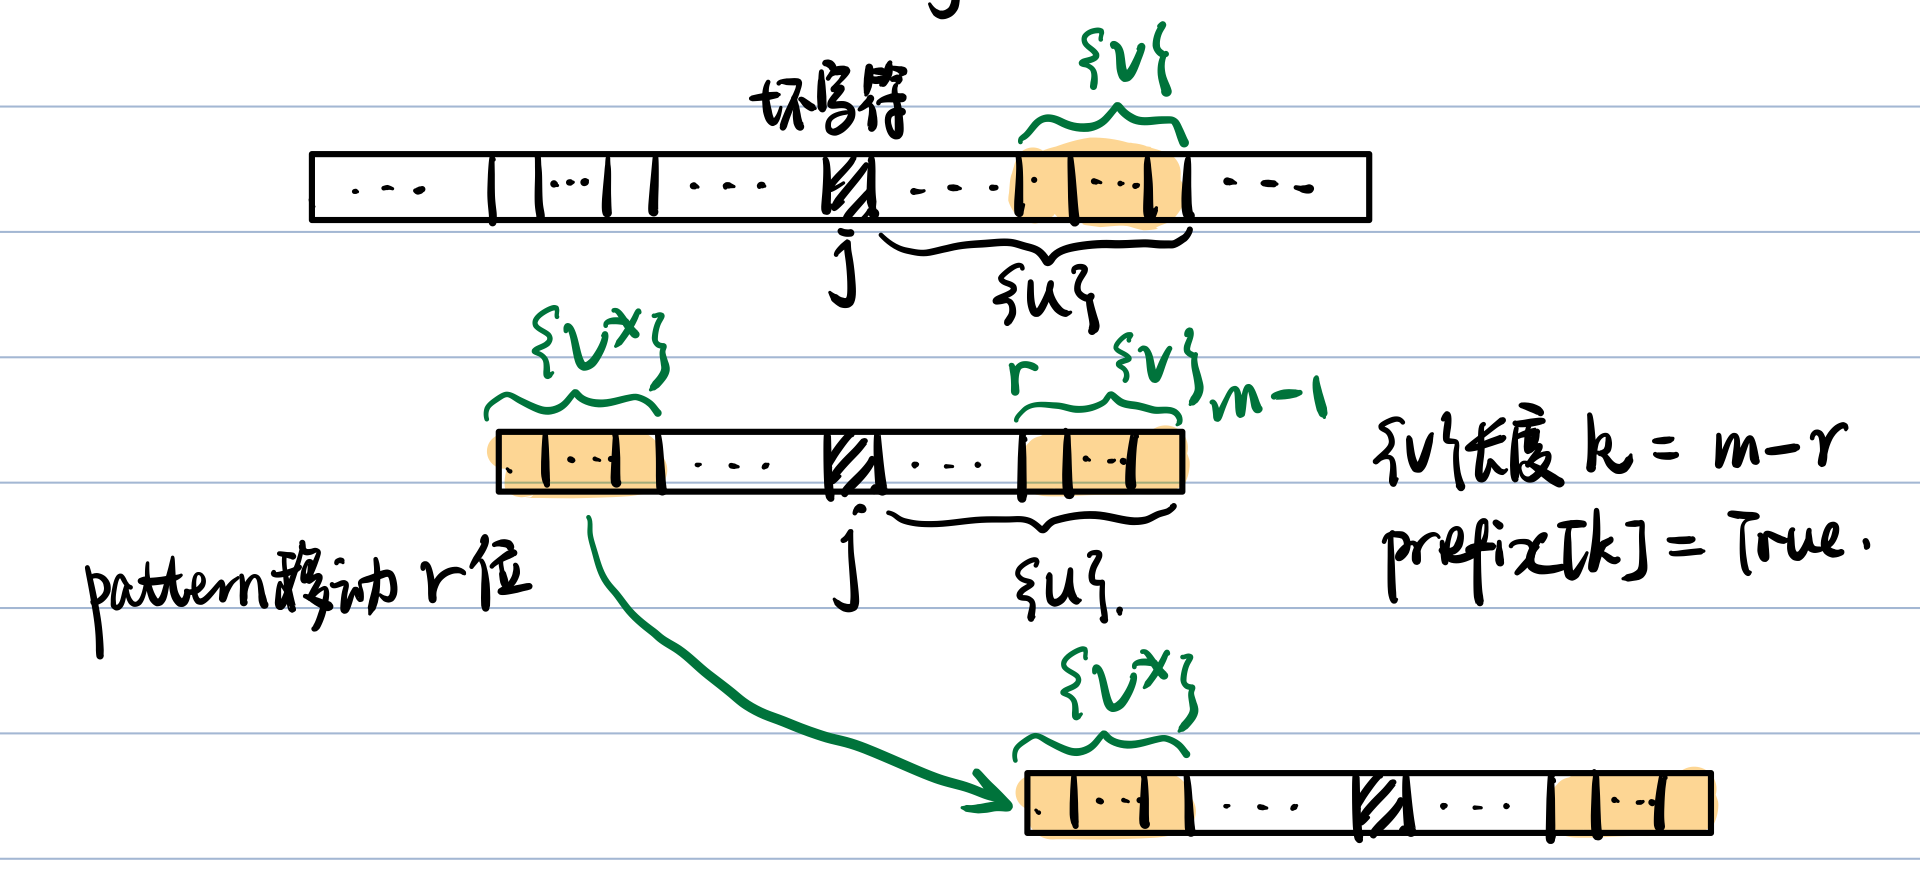 {v{
坏字符
j
{u}
{v*}
r {v} m-1
{v}长度 k = m-r
prefix[k] = True.
j
{u}.
pattern移动 r位
{v*}